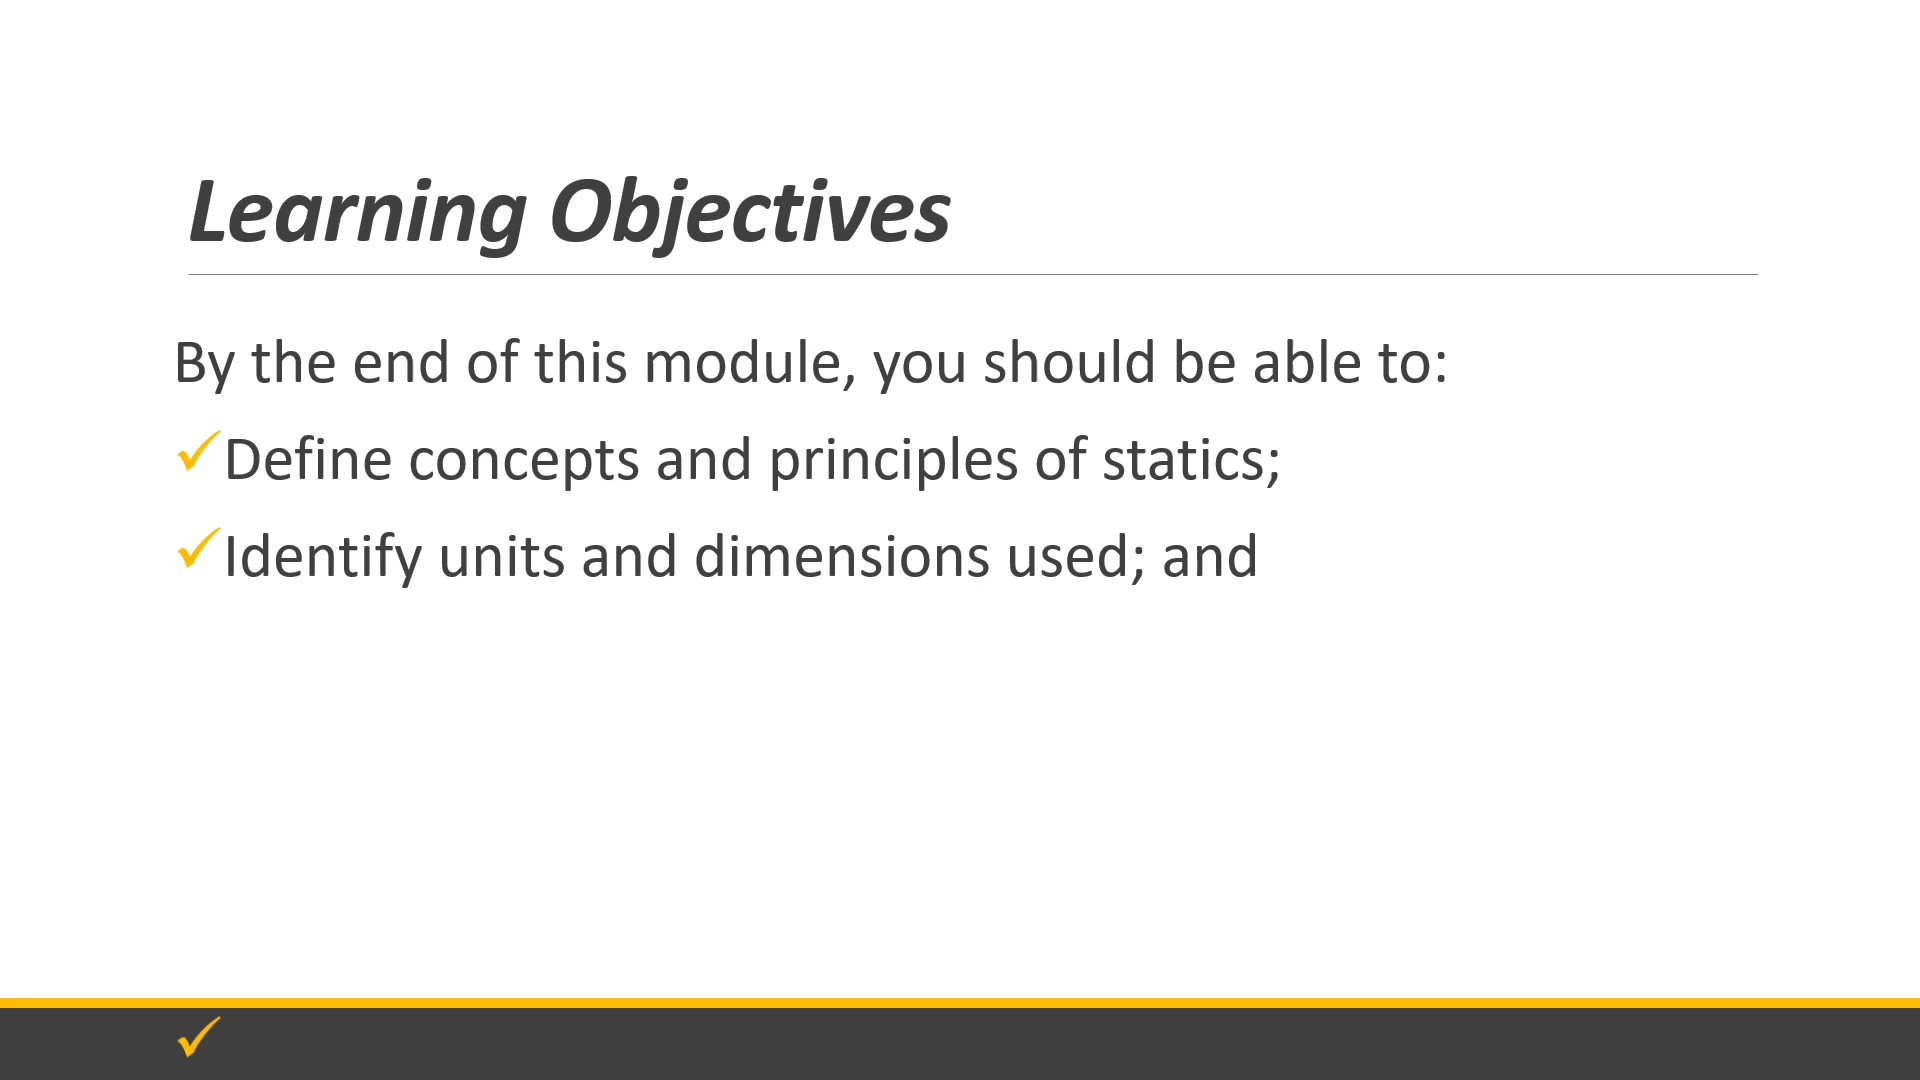 Learning Objectives
By the end of this module, you should be able to:
✓Define concepts and principles of statics;
✓Identify units and dimensions used; and
✓